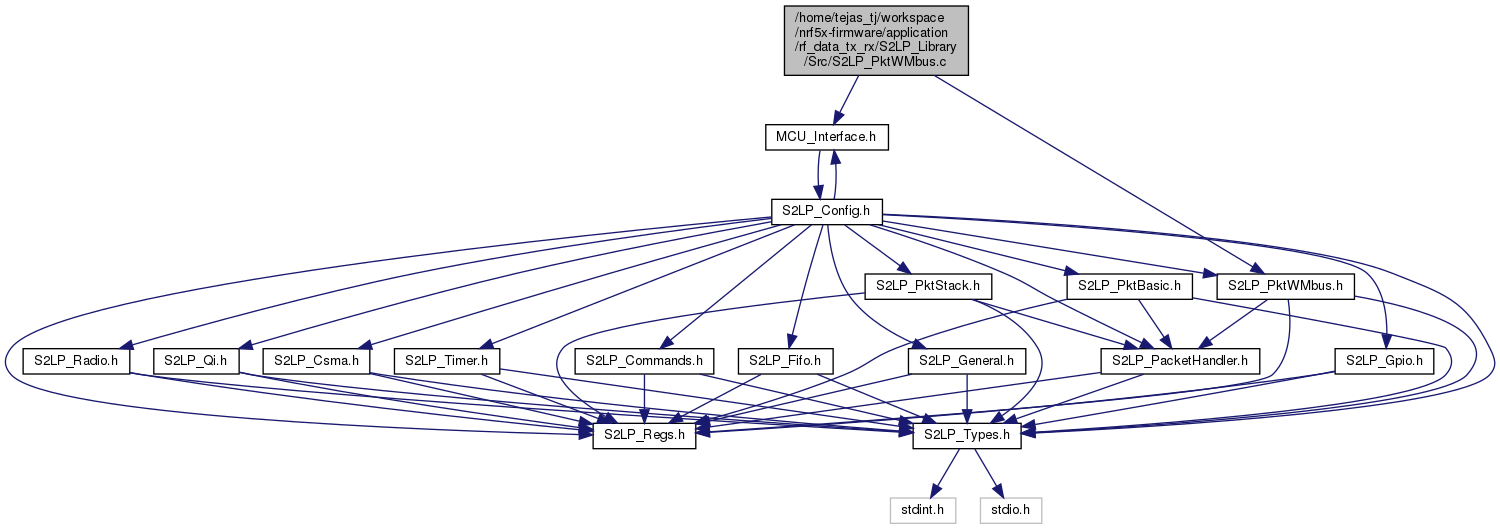 /home/tejas_tj/workspace
/nrf5x-firmware/application
/rf_data_tx_rx/S2LP_Library
/Src/S2LP_PktWMbus.c
MCU_Interface.h
S2LP_Config.h
S2LP_PktStack.h
S2LP_PktBasic.h
S2LP_PktWMbus.h
S2LP_Radio.h
S2LP_Qi.h
S2LP_Csma.h
S2LP_Timer.h
S2LP_Commands.h
S2LP_Fifo.h
S2LP_General.h
S2LP_PacketHandler.h
S2LP_Gpio.h
S2LP_Regs.h
S2LP_Types.h
stdint.h
stdio.h